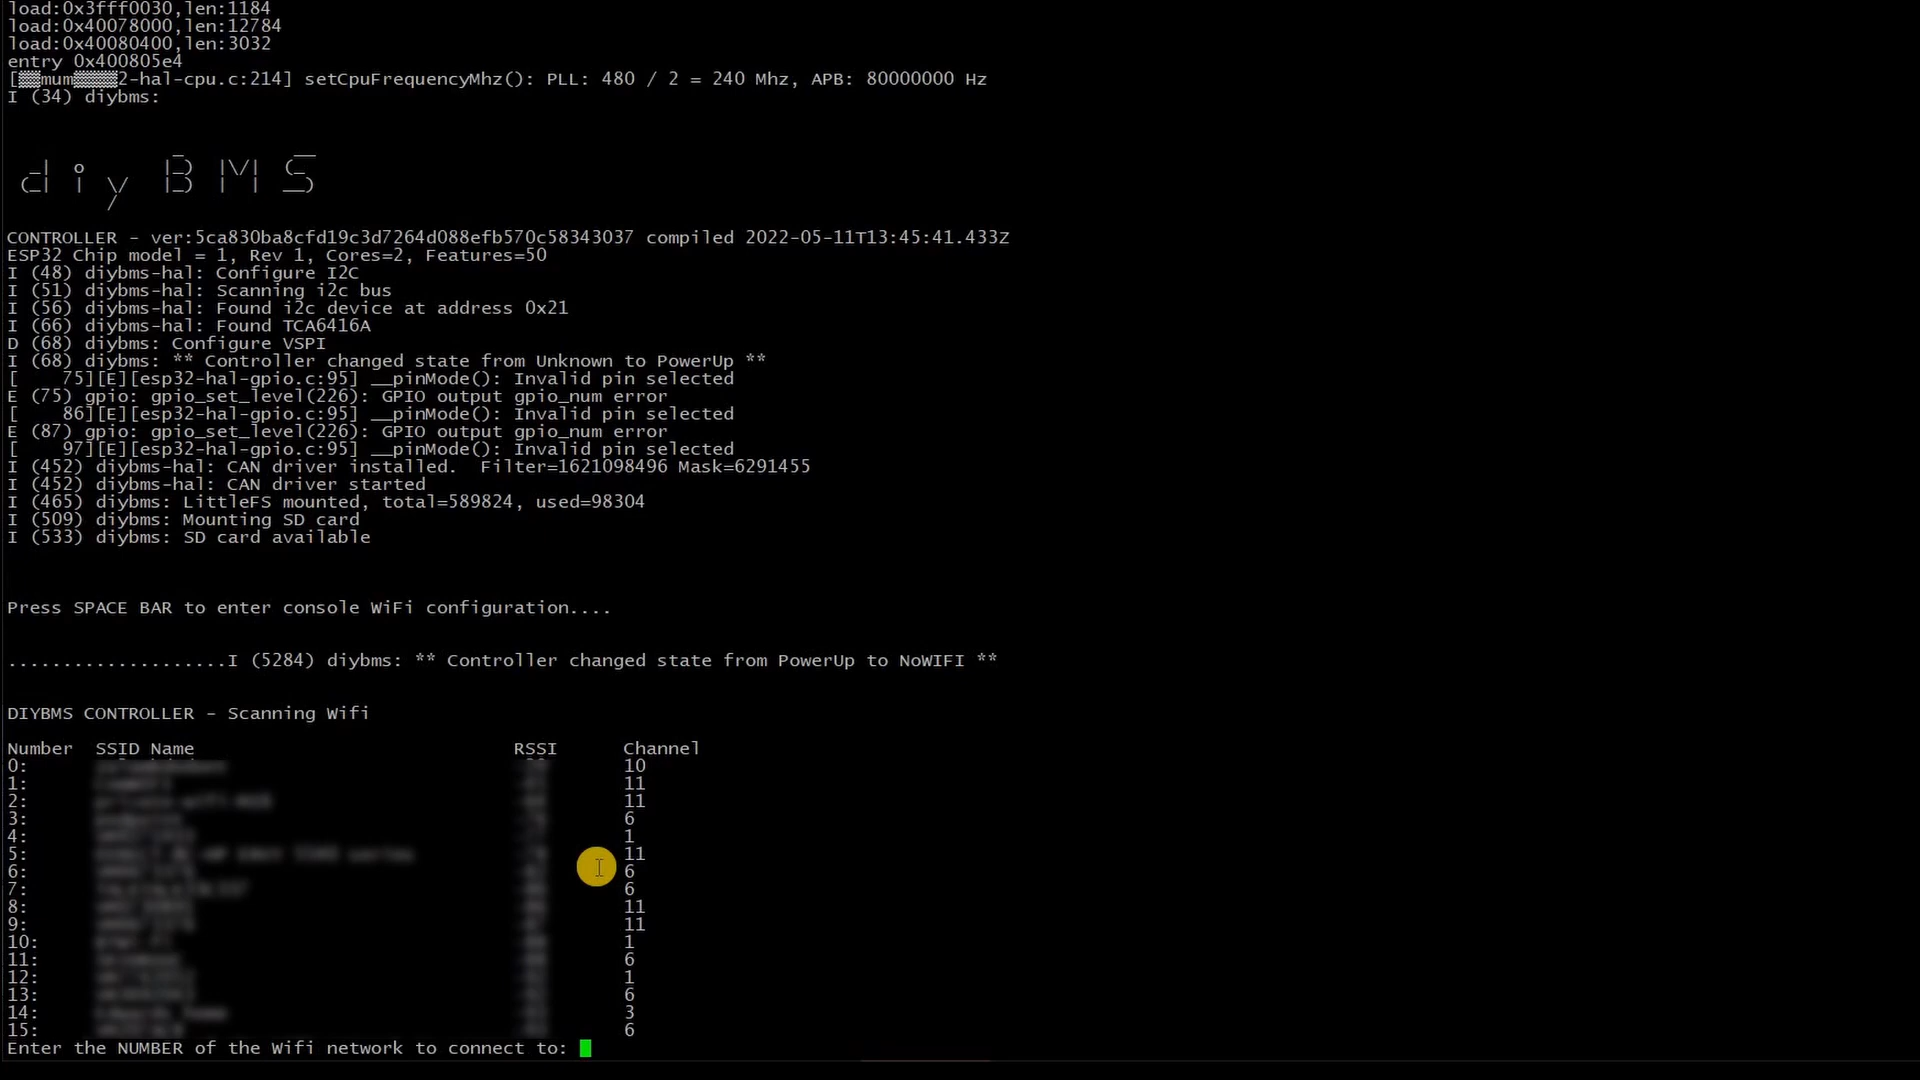 load:0x3fff0030,len:1184
load:0x40078000,len:12784
load:0x40080400,len:3032
entry 0x400805e4
[▒▒mum▒▒▒▒2-hal-cpu.c:214] setCpuFrequencyMhz(): PLL: 480 / 2 = 240 Mhz, APB: 80000000 Hz
I (34) diybms:
diyBMS
CONTROLLER - ver:5ca830ba8cfd19c3d7264d088efb570c58343037 compiled 2022-05-11T13:45:41.433Z
ESP32 Chip model = 1, Rev 1, Cores=2, Features=50
I (48) diybms-hal: Configure I2C
I (51) diybms-hal: Scanning i2c bus
I (56) diybms-hal: Found i2c device at address 0x21
I (66) diybms-hal: Found TCA6416A
D (68) diybms: Configure VSPI
I (68) diybms: ** Controller changed state from Unknown to PowerUp **
[    75][E][esp32-hal-gpio.c:95] __pinMode(): Invalid pin selected
E (75) gpio: gpio_set_level(226): GPIO output gpio_num error
[    86][E][esp32-hal-gpio.c:95] __pinMode(): Invalid pin selected
E (87) gpio: gpio_set_level(226): GPIO output gpio_num error
[    97][E][esp32-hal-gpio.c:95] __pinMode(): Invalid pin selected
I (452) diybms-hal: CAN driver installed.  Filter=1621098496 Mask=6291455
I (452) diybms-hal: CAN driver started
I (465) diybms: LittleFS mounted, total=589824, used=98304
I (509) diybms: Mounting SD card
I (533) diybms: SD card available
Press SPACE BAR to enter console WiFi configuration....
....................I (5284) diybms: ** Controller changed state from PowerUp to NoWIFI **
DIYBMS CONTROLLER - Scanning Wifi
Number  SSID Name                             RSSI      Channel
0: 10
1: 11
2: 11
3: 6
4: 1
5: 11
6: 6
7: 6
8: 11
9: 11
10: 1
11: 6
12: 1
13: 6
14: 3
15: 6
Enter the NUMBER of the Wifi network to connect to: